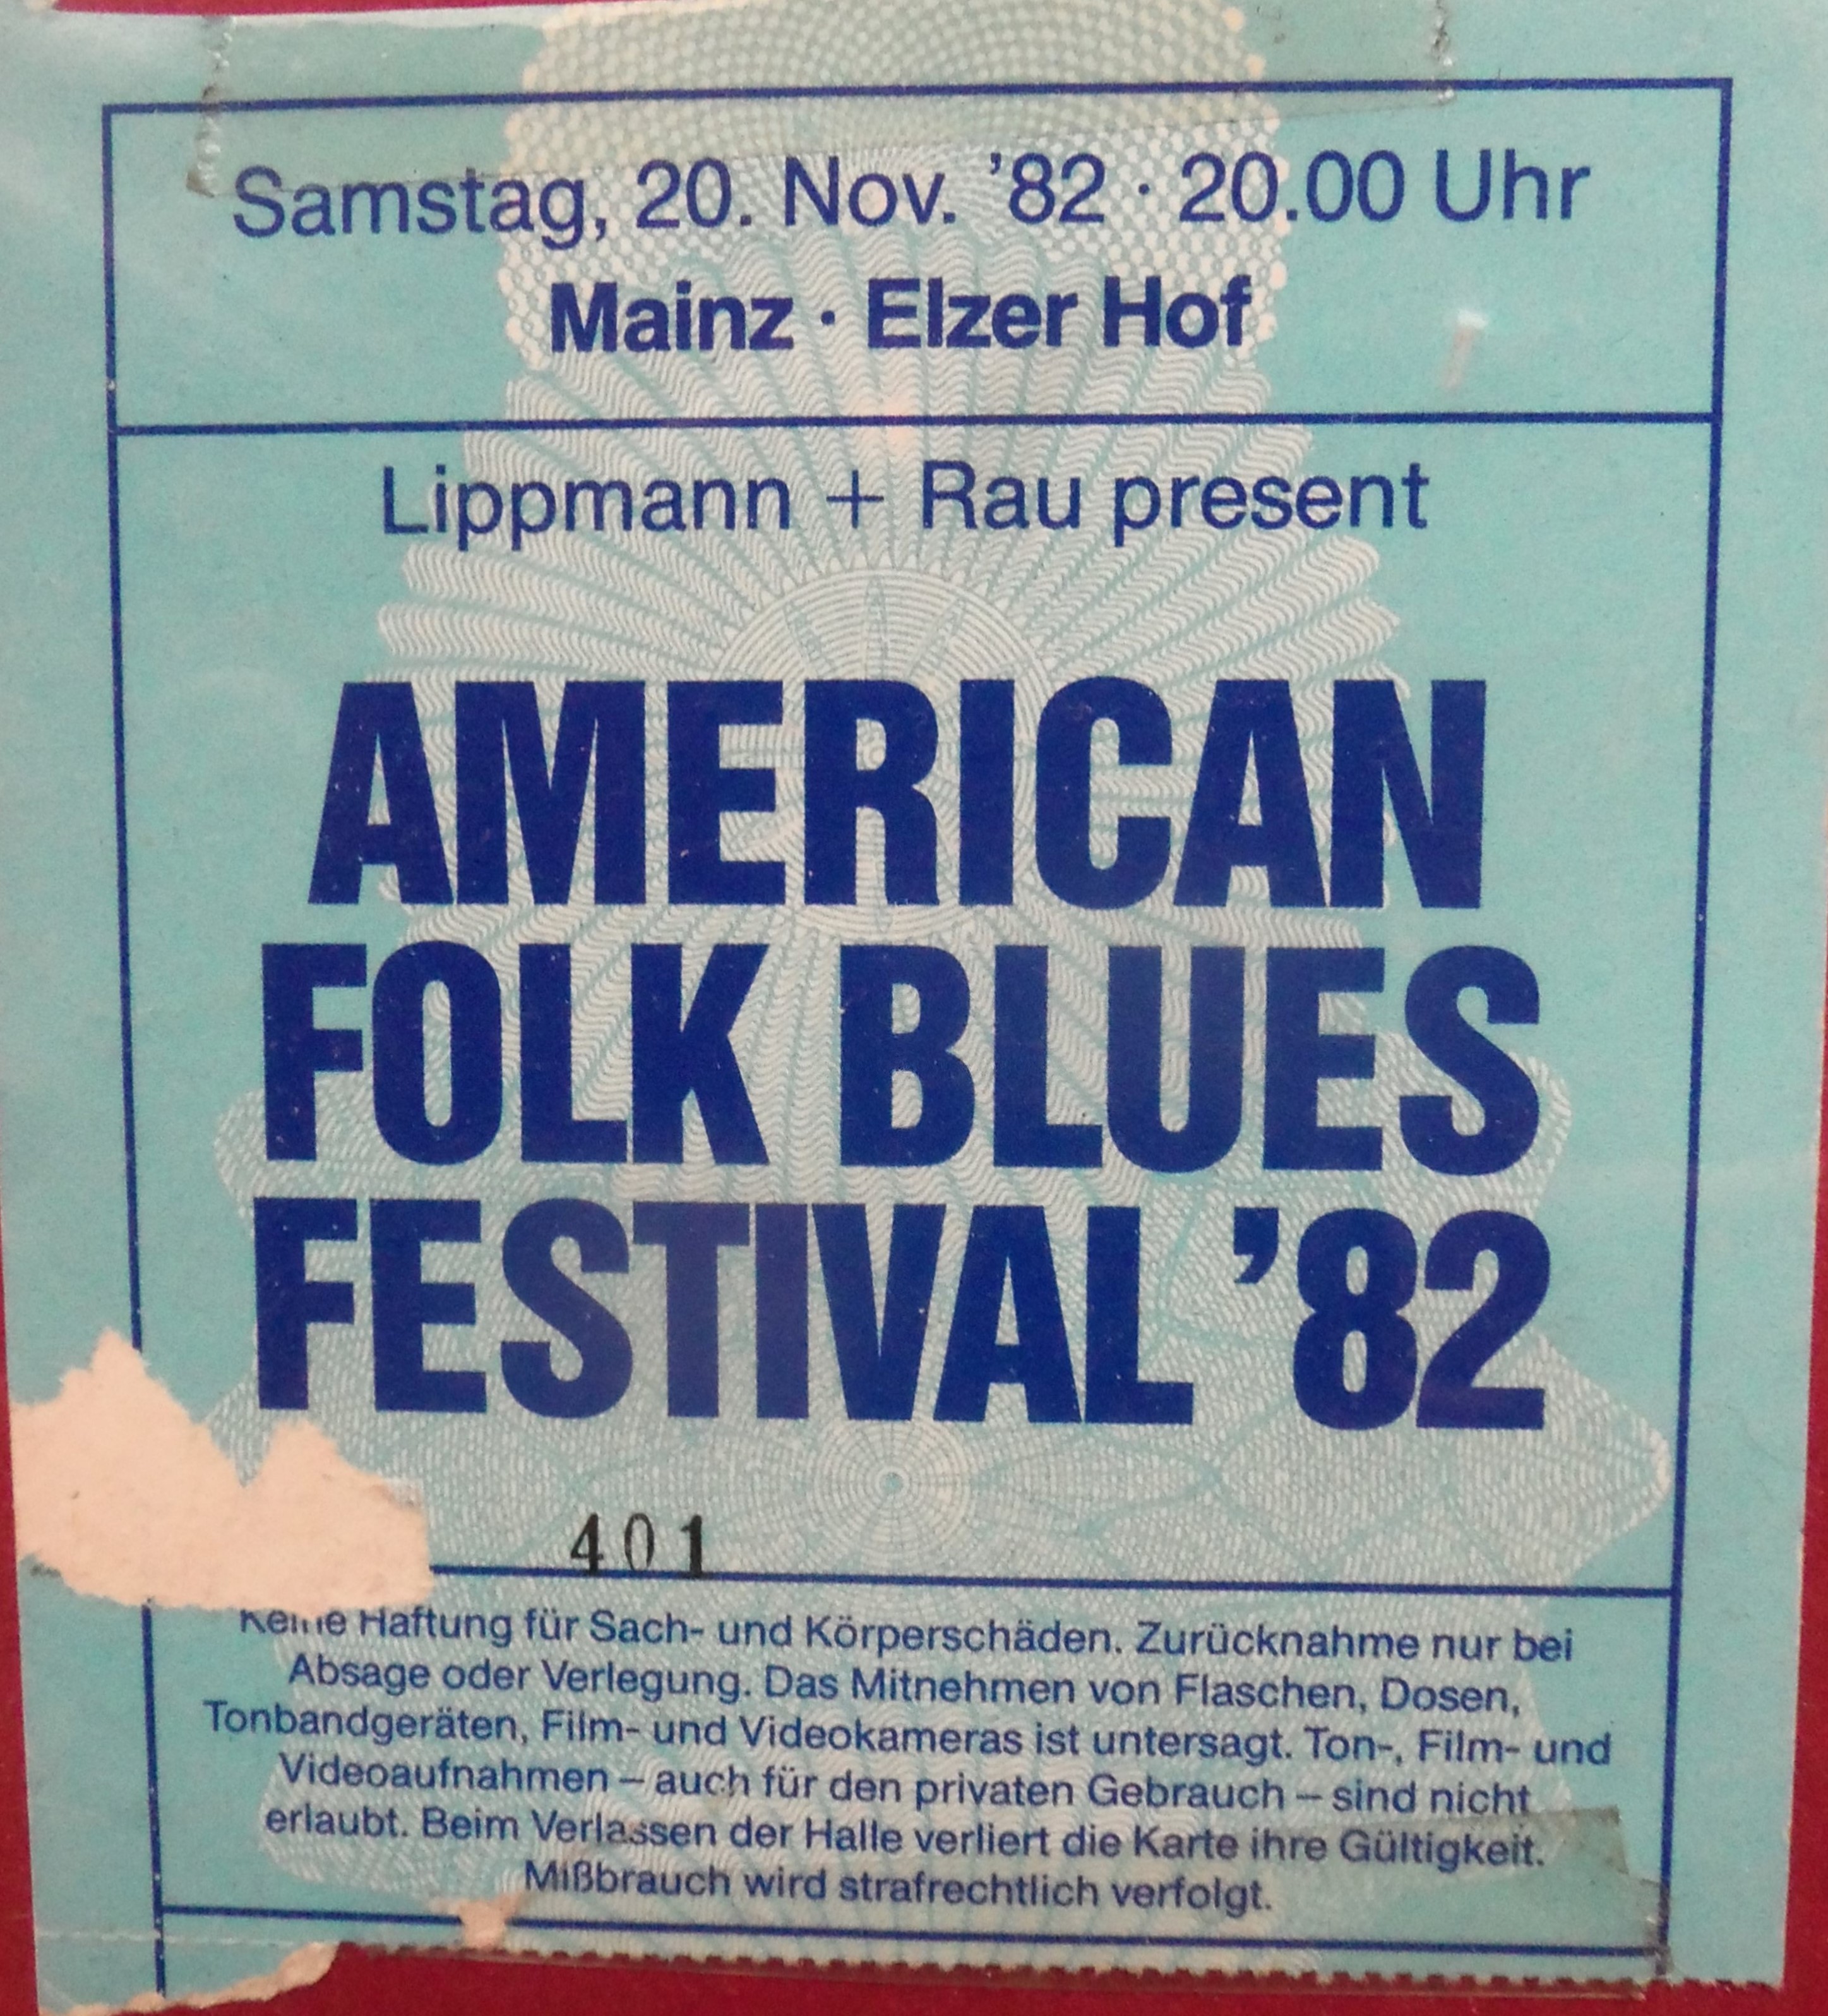 Samstag, 20. Nov. ’82 · 20.00 Uhr
Mainz · Elzer Hof
Lippmann + Rau present
AMERICAN
FOLK BLUES
FESTIVAL ’82
401
Keine Haftung für Sach- und Körperschäden. Zurücknahme nur bei
Absage oder Verlegung. Das Mitnehmen von Flaschen, Dosen,
Tonbandgeräten, Film- und Videokameras ist untersagt. Ton-, Film- und
Videoaufnahmen – auch für den privaten Gebrauch – sind nicht
erlaubt. Beim Verlassen der Halle verliert die Karte ihre Gültigkeit.
Mißbrauch wird strafrechtlich verfolgt.